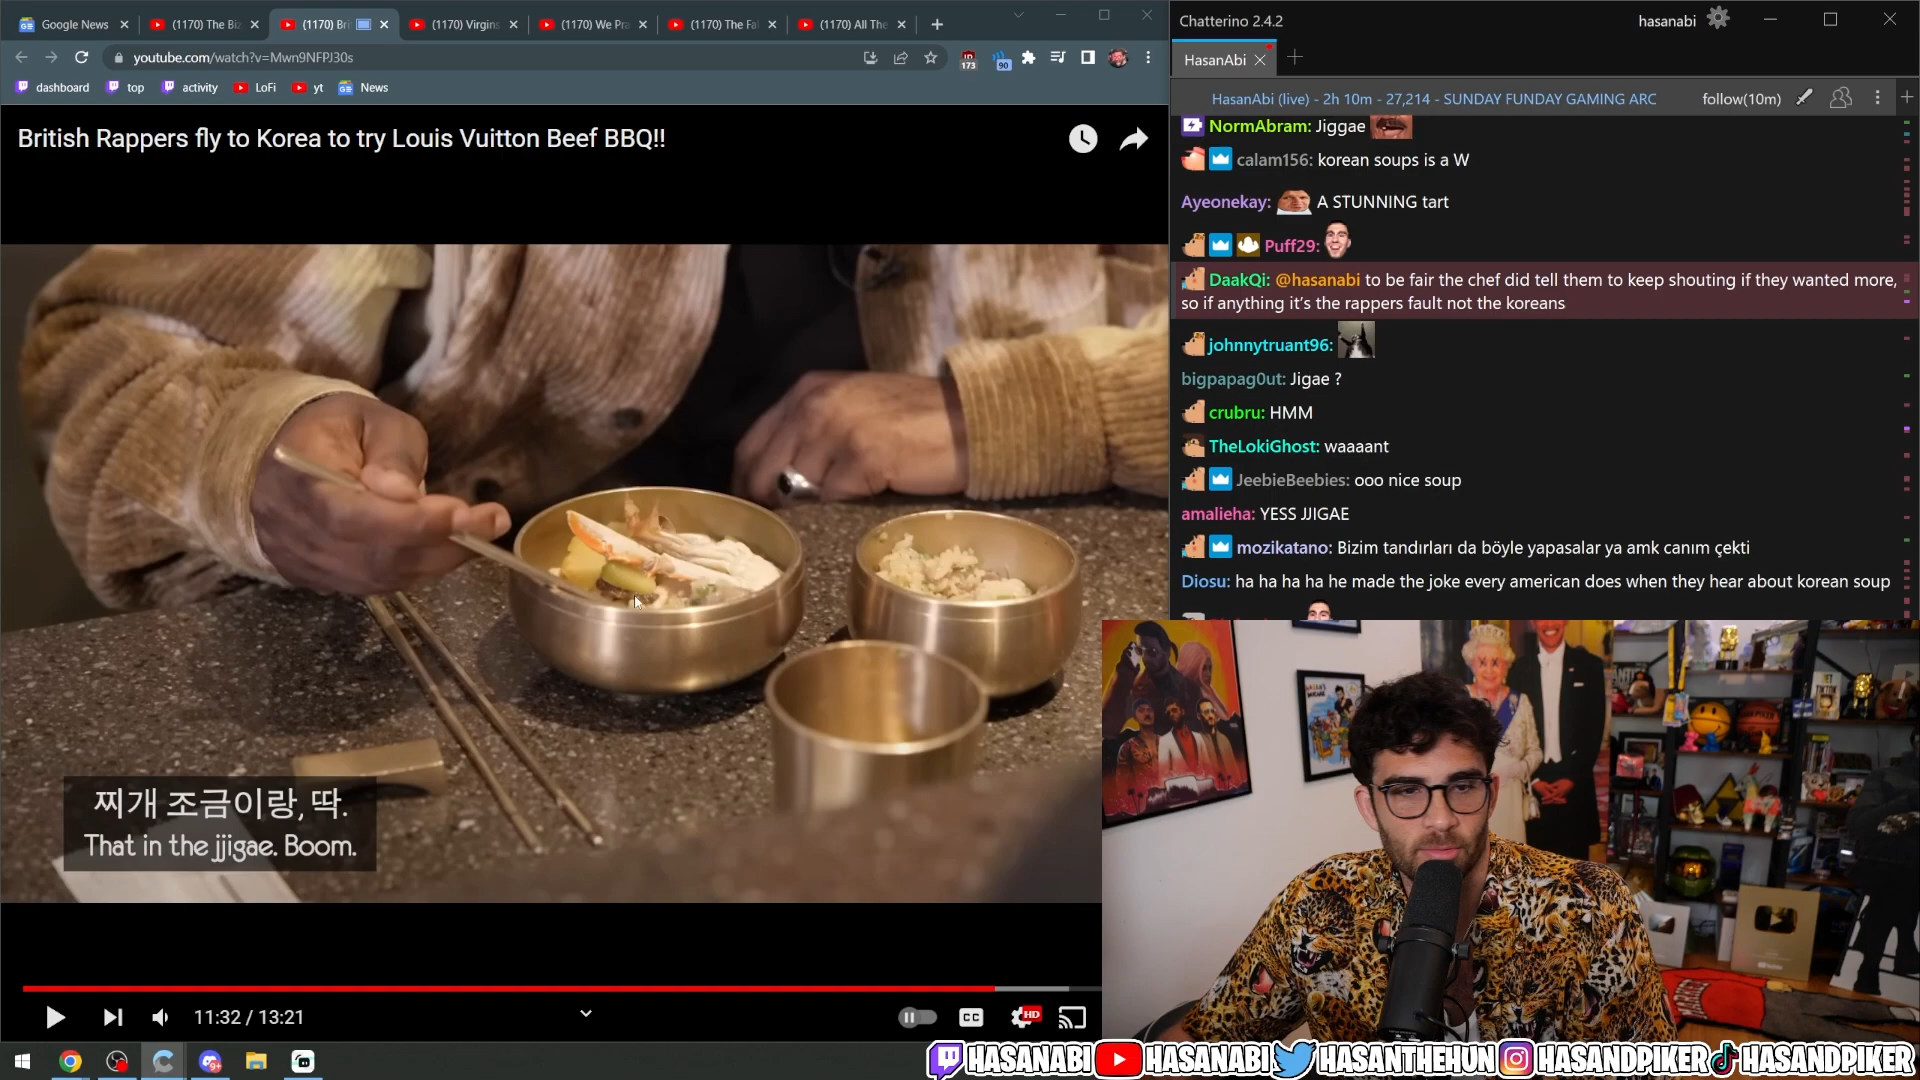 Google News
(1170) The Biz
(1170) Bri
(1170) Virgins
(1170) We Pra
(1170) The Fal
(1170) All The
youtube.com/watch?v=Mwn9NFPJ30s
173
90
dashboard
top
activity
LoFi
yt
News
British Rappers fly to Korea to try Louis Vuitton Beef BBQ!!
찌개 조금이랑, 딱.
That in the jjigae. Boom.
11:32 / 13:21
CC
HD
Chatterino 2.4.2
hasanabi
HasanAbi
HasanAbi (live) - 2h 10m - 27,214 - SUNDAY FUNDAY GAMING ARC
follow(10m)
NormAbram: Jiggae
calam156: korean soups is a W
Ayeonekay: A STUNNING tart
Puff29:
DaakQi: @hasanabi to be fair the chef did tell them to keep shouting if they wanted more,
so if anything it's the rappers fault not the koreans
johnnytruant96:
bigpapag0ut: Jigae ?
crubru: HMM
TheLokiGhost: waaaant
JeebieBeebies: ooo nice soup
amalieha: YESS JJIGAE
mozikatano: Bizim tandırları da böyle yapasalar ya amk canım çekti
Diosu: ha ha ha ha he made the joke every american does when they hear about korean soup
HASANABI
HASANABI
HASANTHEHUN
HASANDPIKER
HASANDPIKER